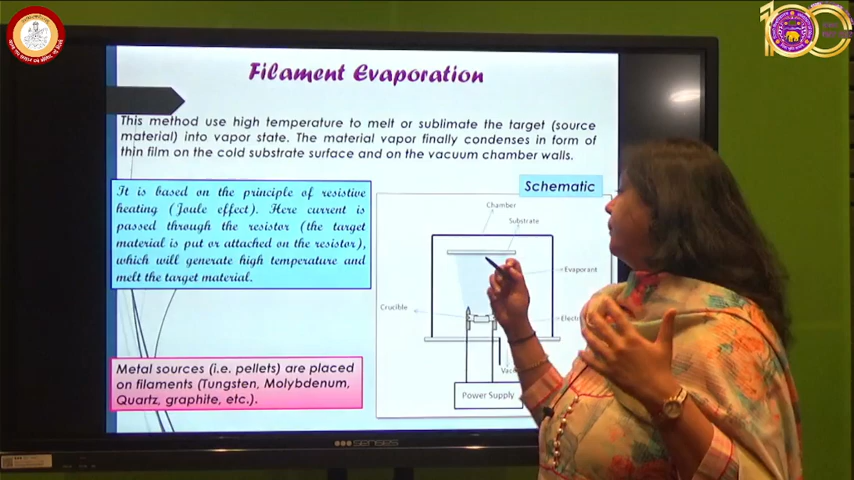 Filament Evaporation
This method use high temperature to melt or sublimate the target (source
material) into vapor state. The material vapor finally condenses in form of
thin film on the cold substrate surface and on the vacuum chamber walls.
It is based on the principle of resistive
heating (Joule effect). Here current is
passed through the resistor (the target
material is put or attached on the resistor),
which will generate high temperature and
melt the target material.
Metal sources (i.e. pellets) are placed
on filaments (Tungsten, Molybdenum,
Quartz, graphite, etc.).
Schematic
Chamber
Substrate
Evaporant
Crucible
Power Supply
SENSES
100